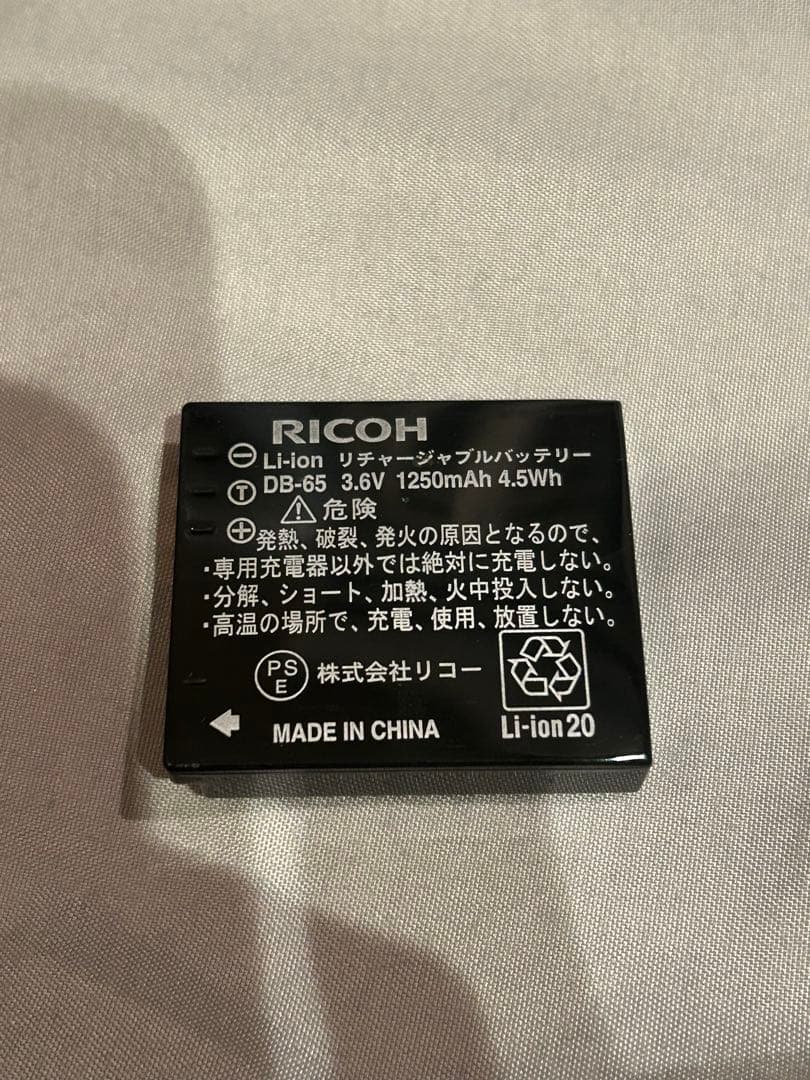 RICOH
⊖ Li-ion リチャージャブルバッテリー
Ⓣ DB-65 3.6V 1250mAh 4.5Wh
⚠危険
⊕ 発熱、破裂、発火の原因となるので、
・専用充電器以外では絶対に充電しない。
・分解、ショート、加熱、火中投入しない。
・高温の場所で、充電、使用、放置しない。
PS
E
株式会社リコー
MADE IN CHINA
Li-ion20